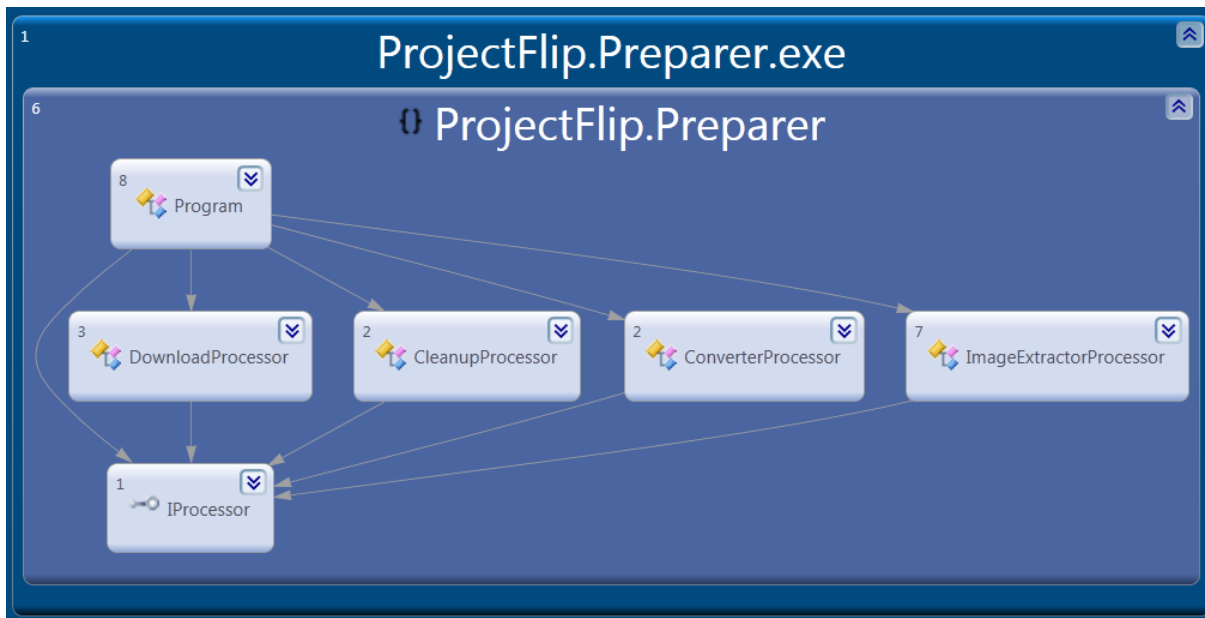 1
ProjectFlip.Preparer.exe
6
{} ProjectFlip.Preparer
8
Program
3
DownloadProcessor
2
CleanupProcessor
2
ConverterProcessor
7
ImageExtractorProcessor
1
IProcessor